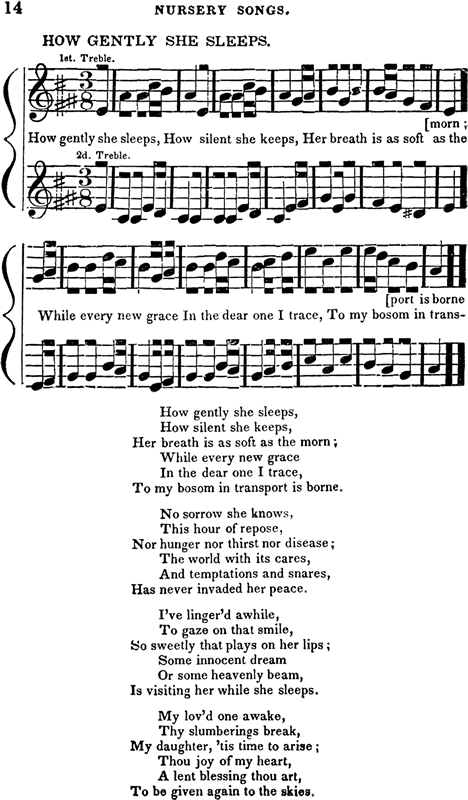 14 NURSERY SONGS.
HOW GENTLY SHE SLEEPS.
1st. Treble.
[morn ;
How gently she sleeps, How silent she keeps, Her breath is as soft as the
2d. Treble.
[port is borne
While every new grace In the dear one I trace, To my bosom in trans-
How gently she sleeps,
How silent she keeps,
Her breath is as soft as the morn ;
While every new grace
In the dear one I trace,
To my bosom in transport is borne.
No sorrow she knows,
This hour of repose,
Nor hunger nor thirst nor disease ;
The world with its cares,
And temptations and snares,
Has never invaded her peace.
I've linger'd awhile,
To gaze on that smile,
So sweetly that plays on her lips ;
Some innocent dream
Or some heavenly beam,
Is visiting her while she sleeps.
My lov'd one awake,
Thy slumberings break,
My daughter, 'tis time to arise ;
Thou joy of my heart,
A lent blessing thou art,
To be given again to the skies.